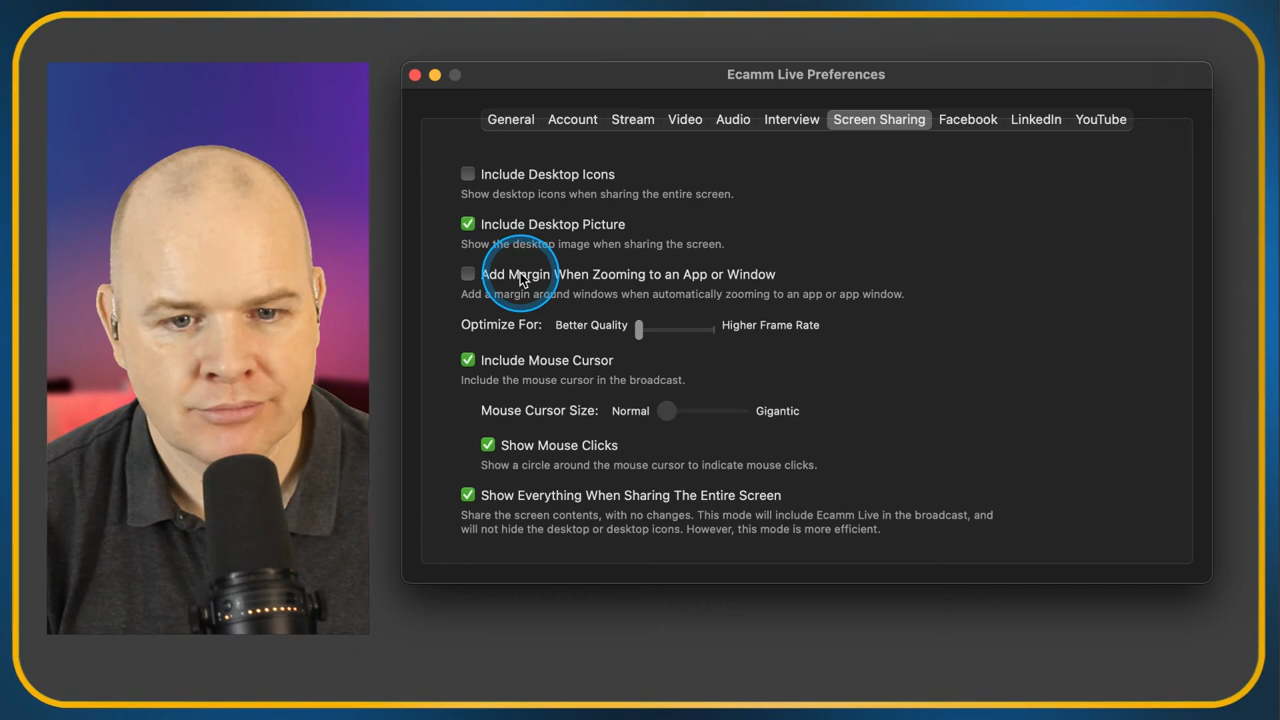 Ecamm Live Preferences
General Account Stream Video Audio Interview Screen Sharing Facebook LinkedIn YouTube
Include Desktop Icons
Show desktop icons when sharing the entire screen.
Include Desktop Picture
Show the desktop image when sharing the screen.
Add Margin When Zooming to an App or Window
Add a margin around windows when automatically zooming to an app or app window.
Optimize For: Better Quality Higher Frame Rate
Include Mouse Cursor
Include the mouse cursor in the broadcast.
Mouse Cursor Size: Normal Gigantic
Show Mouse Clicks
Show a circle around the mouse cursor to indicate mouse clicks.
Show Everything When Sharing The Entire Screen
Share the screen contents, with no changes. This mode will include Ecamm Live in the broadcast, and
will not hide the desktop or desktop icons. However, this mode is more efficient.